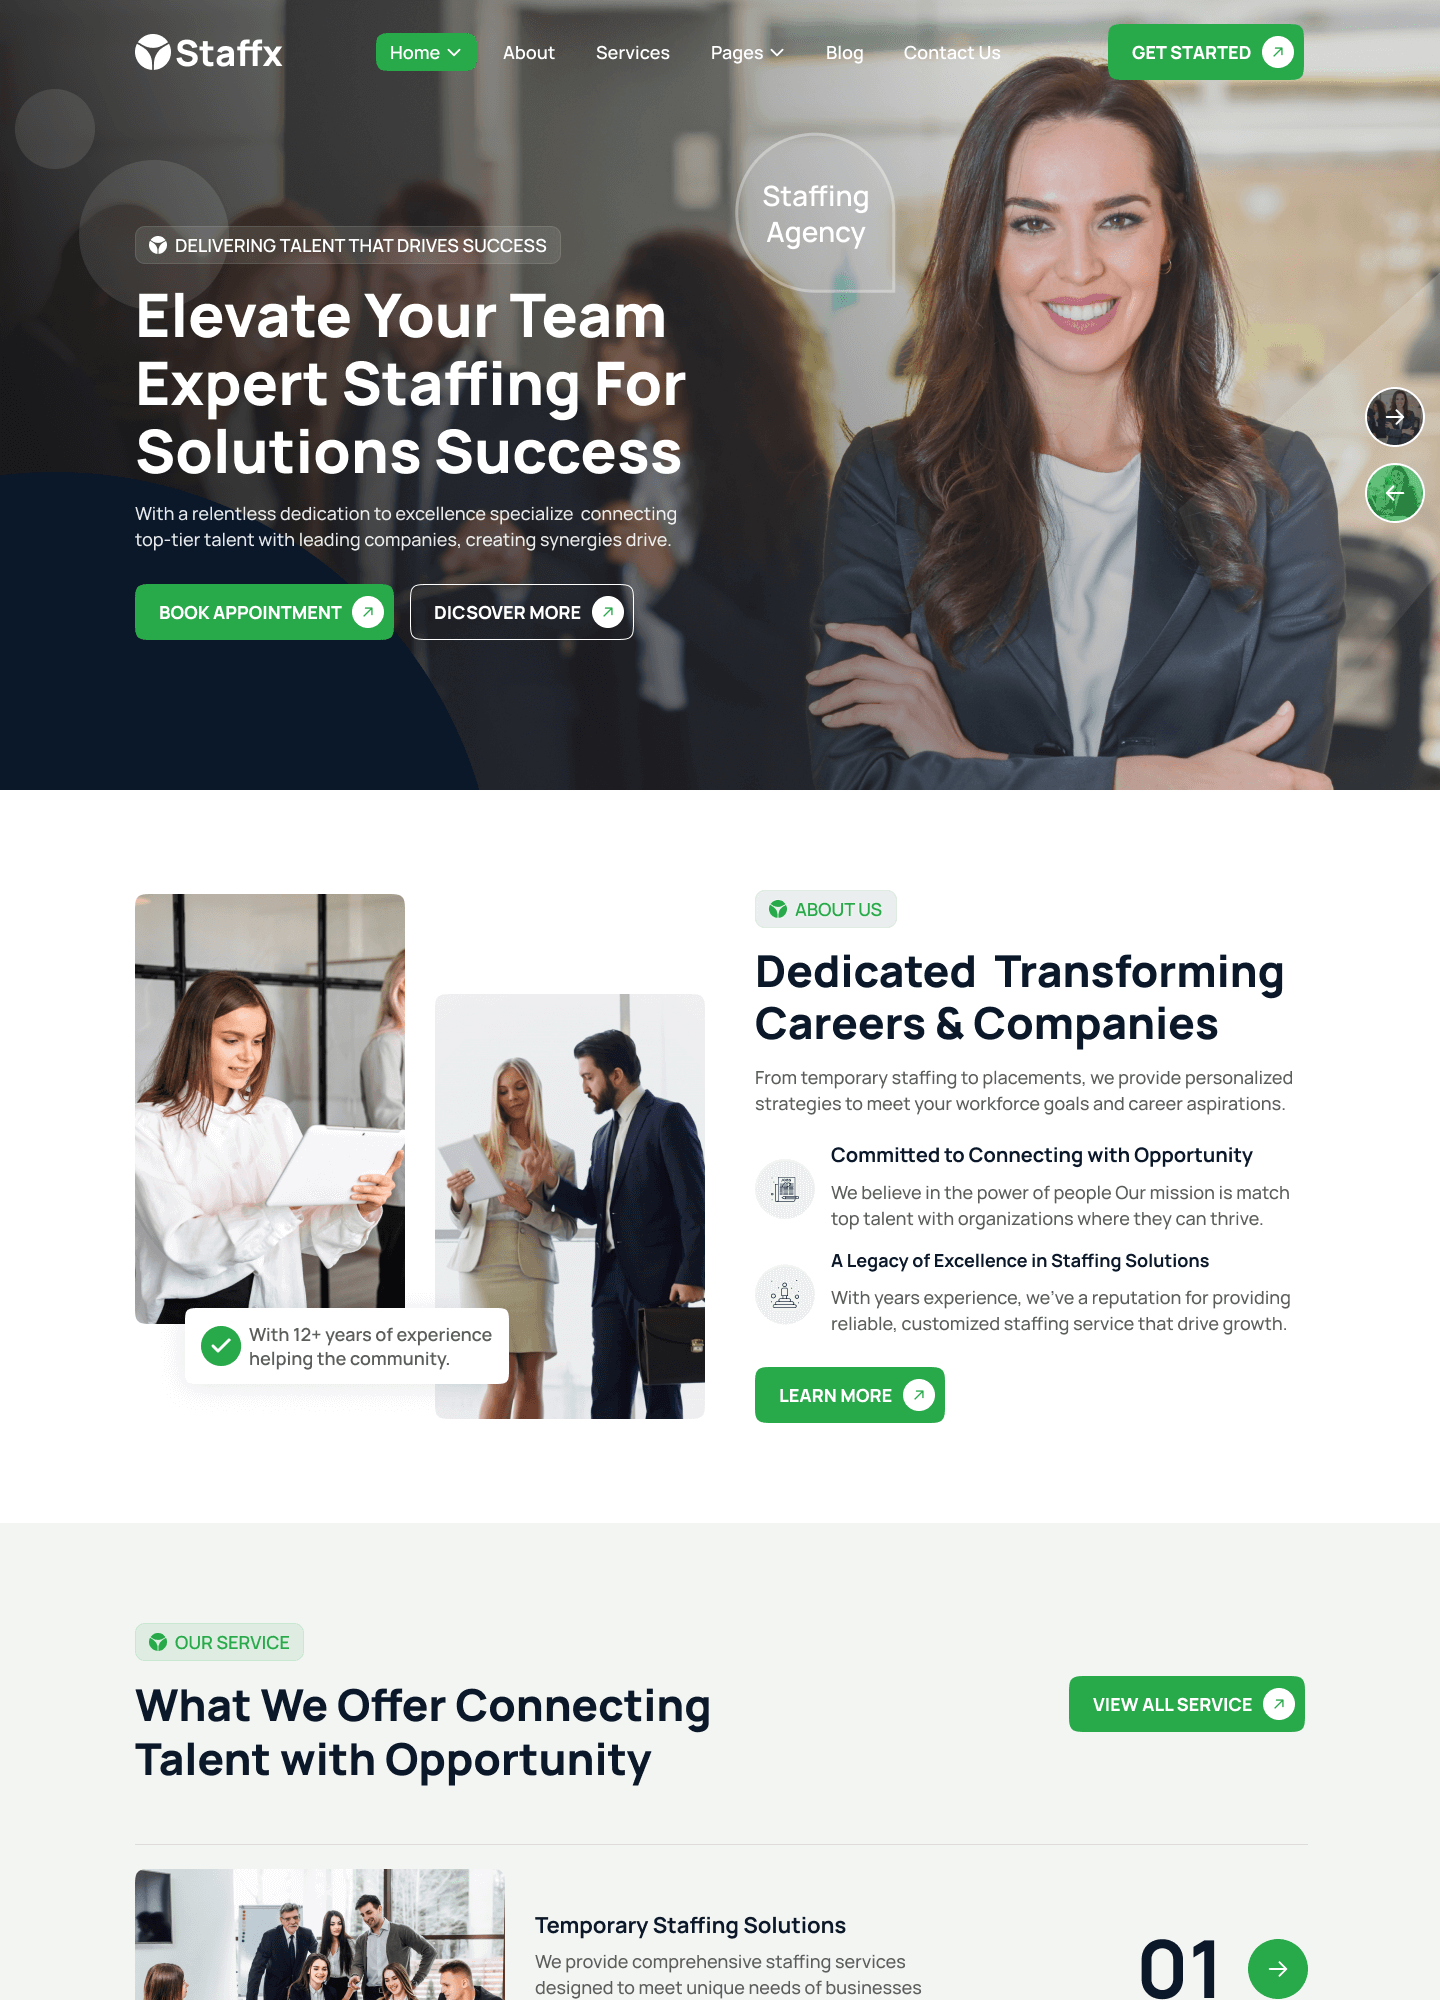 Staffx
Home
About
Services
Pages
Blog
Contact Us
GET STARTED
Staffing
Agency
DELIVERING TALENT THAT DRIVES SUCCESS
Elevate Your Team
Expert Staffing For
Solutions Success
With a relentless dedication to excellence specialize connecting
top-tier talent with leading companies, creating synergies drive.
BOOK APPOINTMENT
DICSOVER MORE
With 12+ years of experience
helping the community.
ABOUT US
Dedicated Transforming
Careers & Companies
From temporary staffing to placements, we provide personalized
strategies to meet your workforce goals and career aspirations.
Committed to Connecting with Opportunity
We believe in the power of people Our mission is match
top talent with organizations where they can thrive.
A Legacy of Excellence in Staffing Solutions
With years experience, we've a reputation for providing
reliable, customized staffing service that drive growth.
LEARN MORE
OUR SERVICE
What We Offer Connecting
Talent with Opportunity
VIEW ALL SERVICE
Temporary Staffing Solutions
We provide comprehensive staffing services
designed to meet unique needs of businesses
01